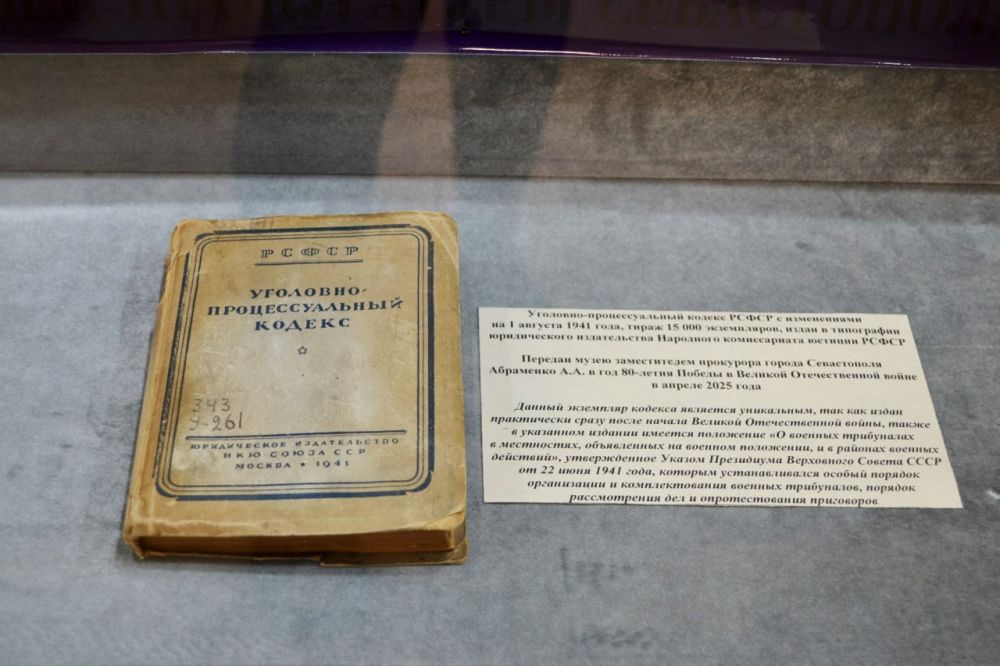 РСФСР
УГОЛОВНО-
ПРОЦЕССУАЛЬНЫЙ
КОДЕКС
343
У-261
ЮРИДИЧЕСКОЕ ИЗДАТЕЛЬСТВО
НКЮ СОЮЗА ССР
МОСКВА • 1941
Уголовно-процессуальный кодекс РСФСР с изменениями
на 1 августа 1941 года, тираж 15 000 экземпляров, издан в типографии
юридического издательства Народного комиссариата юстиции РСФСР
Передан музею заместителем прокурора города Севастополя
Абраменко А.А. в год 80-летия Победы в Великой Отечественной войне
в апреле 2025 года
Данный экземпляр кодекса является уникальным, так как издан
практически сразу после начала Великой Отечественной войны, также
в указанном издании имеется положение «О военных трибуналах
в местностях, объявленных на военном положении, и в районах военных
действий», утвержденное Указом Президиума Верховного Совета СССР
от 22 июня 1941 года, которым устанавливался особый порядок
организации и комплектования военных трибуналов, порядок
рассмотрения дел и опротестования приговоров